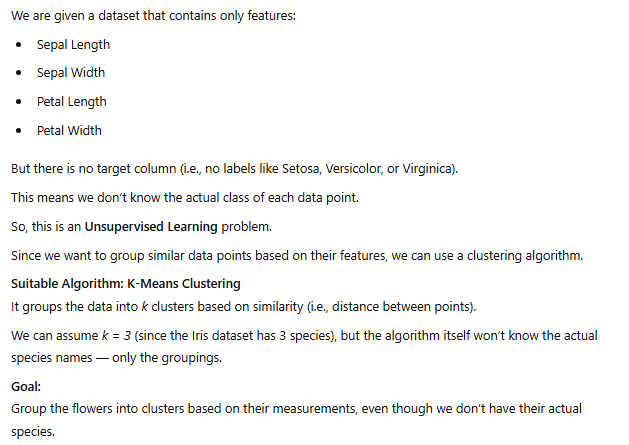 We are given a dataset that contains only features:
• Sepal Length
• Sepal Width
• Petal Length
• Petal Width
But there is no target column (i.e., no labels like Setosa, Versicolor, or Virginica).
This means we don't know the actual class of each data point.
So, this is an Unsupervised Learning problem.
Since we want to group similar data points based on their features, we can use a clustering algorithm.
Suitable Algorithm: K-Means Clustering
It groups the data into k clusters based on similarity (i.e., distance between points).
We can assume k = 3 (since the Iris dataset has 3 species), but the algorithm itself won't know the actual
species names — only the groupings.
Goal:
Group the flowers into clusters based on their measurements, even though we don't have their actual
species.